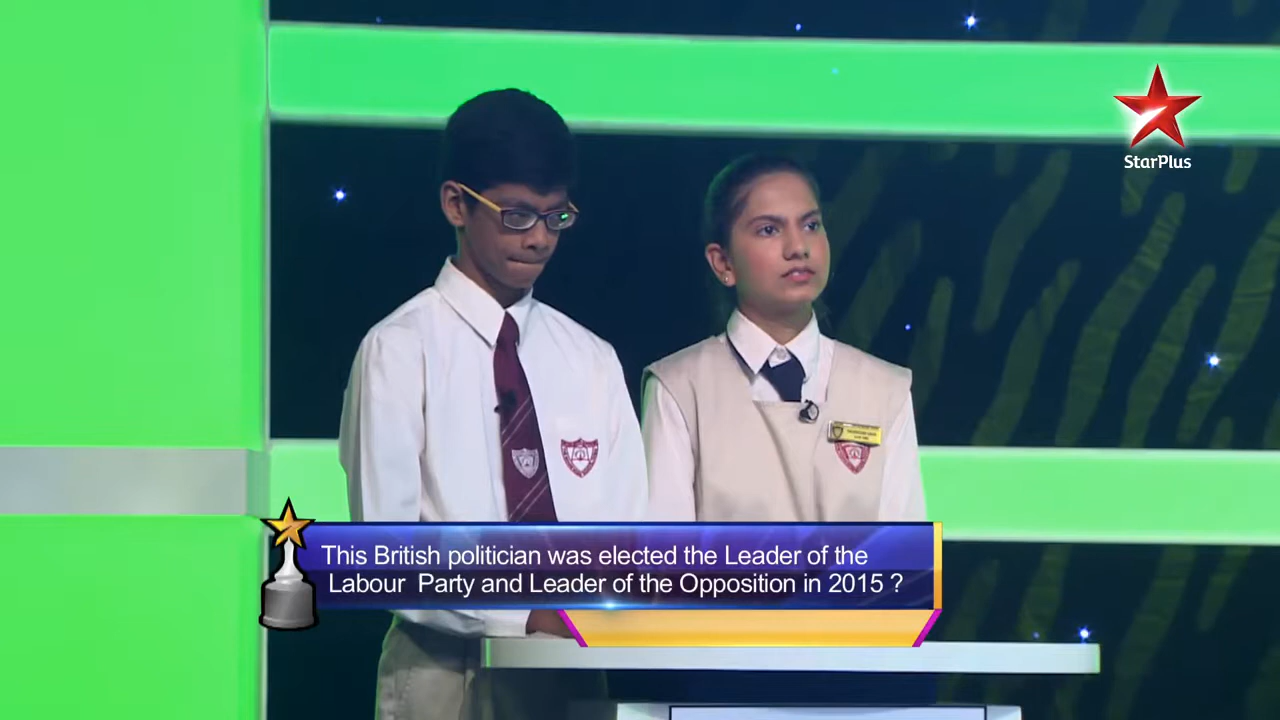 StarPlus
This British politician was elected the Leader of the
Labour Party and Leader of the Opposition in 2015 ?